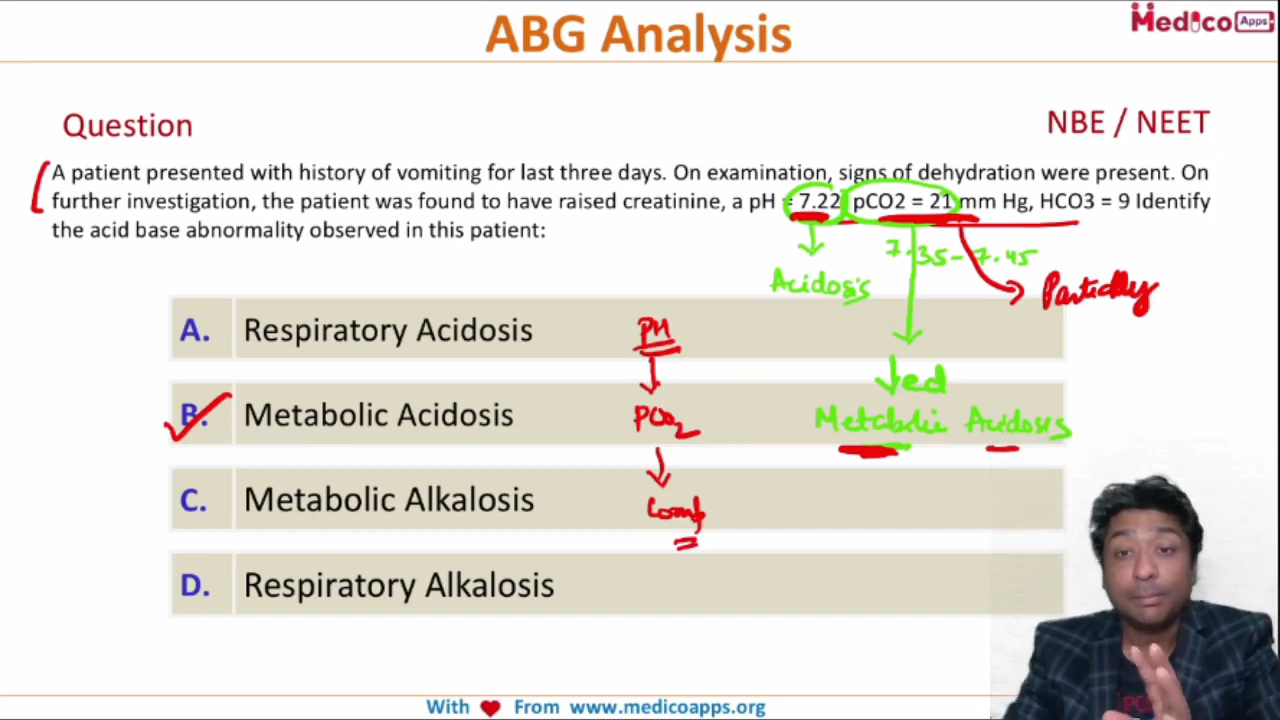 ABG Analysis
Medico Apps
Question
NBE / NEET
A patient presented with history of vomiting for last three days. On examination, signs of dehydration were present. On
further investigation, the patient was found to have raised creatinine, a pH = 7.22 pCO2 = 21 mm Hg, HCO3 = 9 Identify
the acid base abnormality observed in this patient:
7.35-7.45
Acidosis
Partially
A. Respiratory Acidosis
PH
↓ed
B. Metabolic Acidosis
PCO2
Metabolic Acidosis
C. Metabolic Alkalosis
Comp
D. Respiratory Alkalosis
With ♥ From www.medicoapps.org